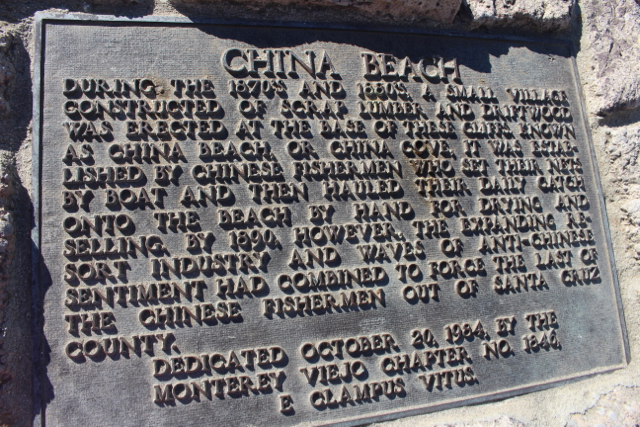 CHINA BEACH
DURING THE 1870'S AND 1880'S, A SMALL VILLAGE
CONSTRUCTED OF SCRAP LUMBER AND DRIFTWOOD
WAS ERECTED AT THE BASE OF THESE CLIFFS. KNOWN
AS CHINA BEACH, OR CHINA COVE, IT WAS ESTAB-
LISHED BY CHINESE FISHERMEN WHO SET THEIR NETS
BY BOAT AND THEN HAULED THEIR DAILY CATCH
ONTO THE BEACH BY HAND FOR DRYING AND
SELLING. BY 1890, HOWEVER, THE EXPANDING RE-
SORT INDUSTRY AND WAVES OF ANTI-CHINESE
SENTIMENT HAD COMBINED TO FORCE THE LAST OF
THE CHINESE FISHERMEN OUT OF SANTA CRUZ
COUNTY.
DEDICATED OCTOBER 20, 1984, BY THE
MONTEREY VIEJO CHAPTER NO. 1846,
E CLAMPUS VITUS.